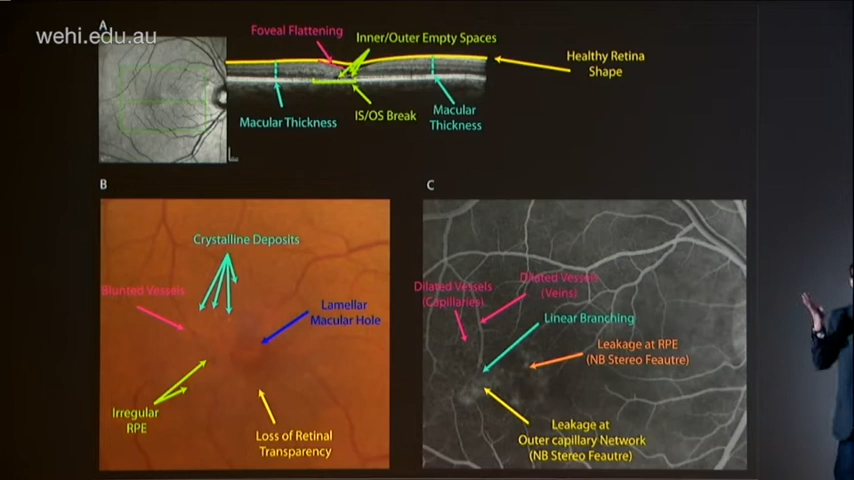 A
wehi.edu.au
Foveal Flattening
Inner/Outer Empty Spaces
Healthy Retina
Shape
Macular Thickness
IS/OS Break
Macular
Thickness
B
C
Crystalline Deposits
Blunted Vessels
Lamellar
Macular Hole
Irregular
RPE
Loss of Retinal
Transparency
Dilated Vessels
(Capillaries)
Dilated Vessels
(Veins)
Linear Branching
Leakage at RPE
(NB Stereo Feautre)
Leakage at
Outer capillary Network
(NB Stereo Feautre)